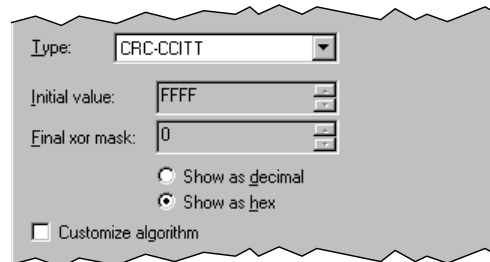 Type: CRC-CCITT
Initial value: FFFF
Final xor mask: 0
Show as decimal
Show as hex
Customize algorithm